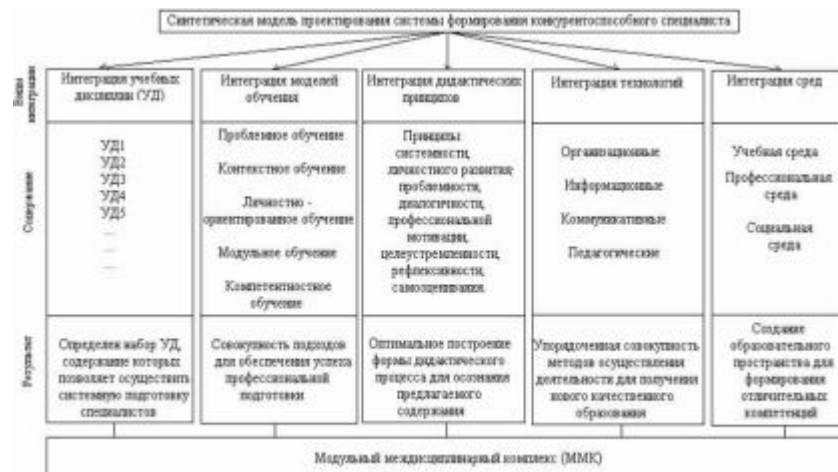 Синтетическая модель проектирования системы формирования конкурентоспособного специалиста
Виды
интеграции
Интеграция учебных
дисциплин (УД)
Интеграция моделей
обучения
Интеграция дидактических
принципов
Интеграция технологий
Интеграция сред
Содержание
УД1
УД2
УД3
УД4
УД5
...
...
...
Проблемное обучение
Контекстное обучение
Личностно -
ориентированное обучение
Модульное обучение
Компетентностное
обучение
Принципы
системности,
личностного развития,
проблемности,
диалогичности,
профессиональной
мотивации,
целеустремленности,
рефлексивности,
самооценивания.
Организационные
Информационные
Коммуникативные
Педагогические
Учебная среда
Профессиональная
среда
Социальная
среда
Результат
Определен набор УД,
содержание которых
позволяет осуществить
системную подготовку
специалистов
Совокупность подходов
для обеспечения успеха
профессиональной
подготовки
Оптимальное построение
формы дидактического
процесса для осознания
предлагаемого
содержания
Упорядоченная совокупность
методов осуществления
деятельности для получения
нового качественного
образования
Создание
образовательного
пространства для
формирования
отличительных
компетенций
Модульный междисциплинарный комплекс (ММК)